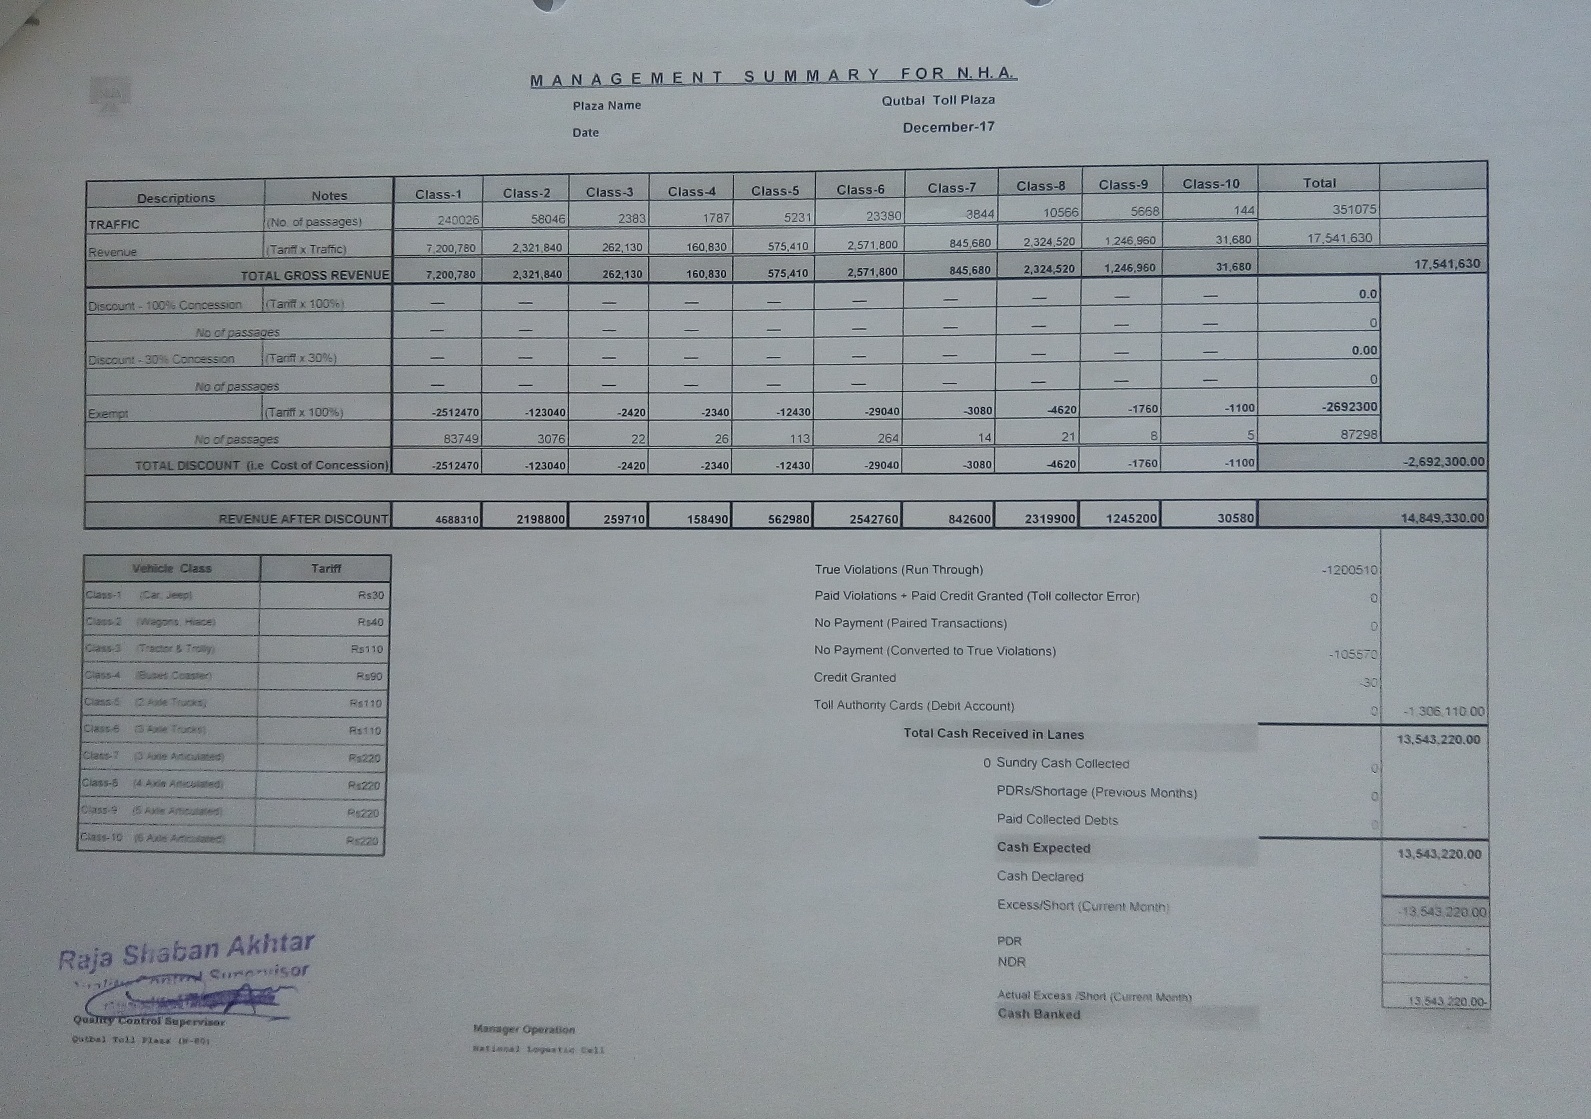 MANAGEMENT SUMMARY FOR N.H.A.
Plaza Name Qutbal Toll Plaza
Date December-17
Descriptions Notes Class-1 Class-2 Class-3 Class-4 Class-5 Class-6 Class-7 Class-8 Class-9 Class-10 Total
TRAFFIC (No. of passages) 240026 58046 2383 1787 5231 23380 3844 10566 5668 144 351075
Revenue (Tariff x Traffic) 7,200,780 2,321,840 262,130 160,830 575,410 2,571,800 845,680 2,324,520 1,246,960 31,680 17,541,630
TOTAL GROSS REVENUE 7,200,780 2,321,840 262,130 160,830 575,410 2,571,800 845,680 2,324,520 1,246,960 31,680 17,541,630
Discount - 100% Concession (Tariff x 100%) — — — — — — — — — — 0.0
No of passages — — — — — — — — — — 0
Discount - 30% Concession (Tariff x 30%) — — — — — — — — — — 0.00
No of passages — — — — — — — — — — 0
Exempt (Tariff x 100%) -2512470 -123040 -2420 -2340 -12430 -29040 -3080 -4620 -1760 -1100 -2692300
No of passages 83749 3076 22 26 113 264 14 21 8 5 87298
TOTAL DISCOUNT (i.e Cost of Concession) -2512470 -123040 -2420 -2340 -12430 -29040 -3080 -4620 -1760 -1100 -2,692,300.00
REVENUE AFTER DISCOUNT 4688310 2198800 259710 158490 562980 2542760 842600 2319900 1245200 30580 14,849,330.00
Vehicle Class Tariff
Class-1 (Car, Jeep) Rs30
Class-2 (Wagons, Hiace) Rs40
Class-3 (Tractor & Trolly) Rs110
Class-4 (Buses Coaster) Rs90
Class-5 (2 Axle Trucks) Rs110
Class-6 (3 Axle Trucks) Rs110
Class-7 (3 Axle Articulated) Rs220
Class-8 (4 Axle Articulated) Rs220
Class-9 (5 Axle Articulated) Rs220
Class-10 (6 Axle Articulated) Rs220
True Violations (Run Through) -1200510
Paid Violations + Paid Credit Granted (Toll collector Error) 0
No Payment (Paired Transactions) 0
No Payment (Converted to True Violations) -105570
Credit Granted -30
Toll Authority Cards (Debit Account) 0 -1,306,110.00
Total Cash Received in Lanes 13,543,220.00
0 Sundry Cash Collected 0
PDRs/Shortage (Previous Months) 0
Paid Collected Debts 0 -
Cash Expected 13,543,220.00
Cash Declared -
Excess/Short (Current Month) -13,543,220.00
PDR -
NDR -
Actual Excess /Short (Current Month) 13,543,220.00-
Cash Banked -
Raja Shaban Akhtar
Supervisor
Quality Control Supervisor
Qutbal Toll Plaza (N-80)
Manager Operation
National Logestic Cell